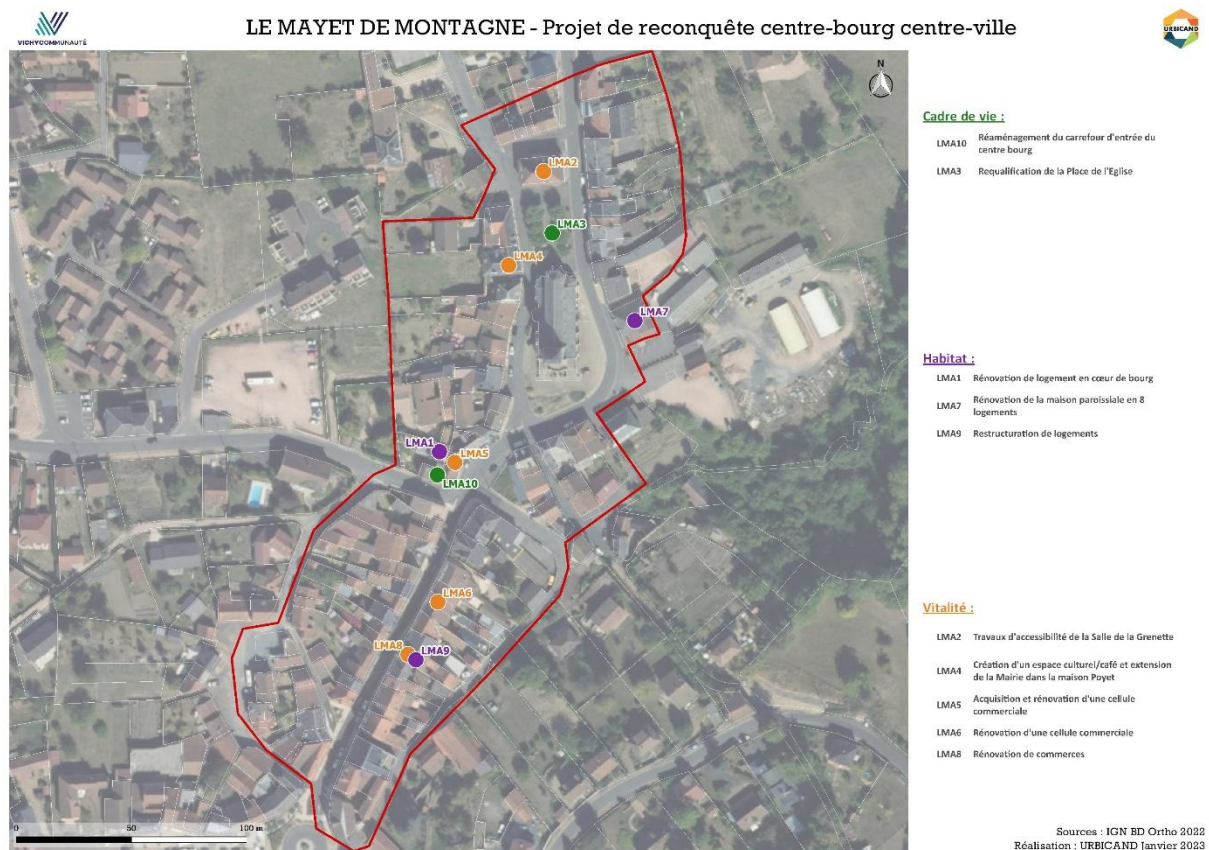 VICHYCOMMUNAUTÉ
LE MAYET DE MONTAGNE - Projet de reconquête centre-bourg centre-ville
URBICAND
N
LMA2
LMA3
LMA4
LMA7
LMA1
LMA5
LMA10
LMA6
LMA8
LMA9
0 50 100 m
Cadre de vie :
LMA10 Réaménagement du carrefour d'entrée du
centre bourg
LMA3 Requalification de la Place de l'Eglise
Habitat :
LMA1 Rénovation de logement en cœur de bourg
LMA7 Rénovation de la maison paroissiale en 8
logements
LMA9 Restructuration de logements
Vitalité :
LMA2 Travaux d'accessibilité de la Salle de la Grenette
LMA4 Création d'un espace culturel/café et extension
de la Mairie dans la maison Poyet
LMA5 Acquisition et rénovation d'une cellule
commerciale
LMA6 Rénovation d'une cellule commerciale
LMA8 Rénovation de commerces
Sources : IGN BD Ortho 2022
Réalisation : URBICAND Janvier 2023